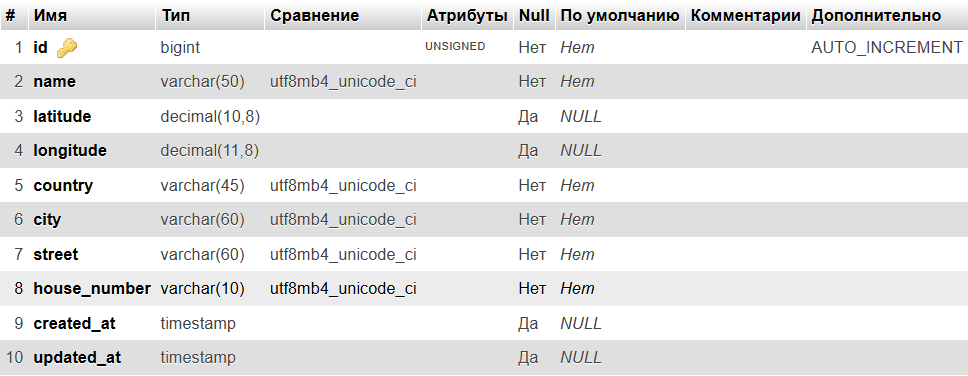 # Имя Тип Сравнение Атрибуты Null По умолчанию Комментарии Дополнительно
1 id bigint UNSIGNED Нет Нет AUTO_INCREMENT
2 name varchar(50) utf8mb4_unicode_ci Нет Нет
3 latitude decimal(10,8) Да NULL
4 longitude decimal(11,8) Да NULL
5 country varchar(45) utf8mb4_unicode_ci Нет Нет
6 city varchar(60) utf8mb4_unicode_ci Нет Нет
7 street varchar(60) utf8mb4_unicode_ci Нет Нет
8 house_number varchar(10) utf8mb4_unicode_ci Нет Нет
9 created_at timestamp Да NULL
10 updated_at timestamp Да NULL